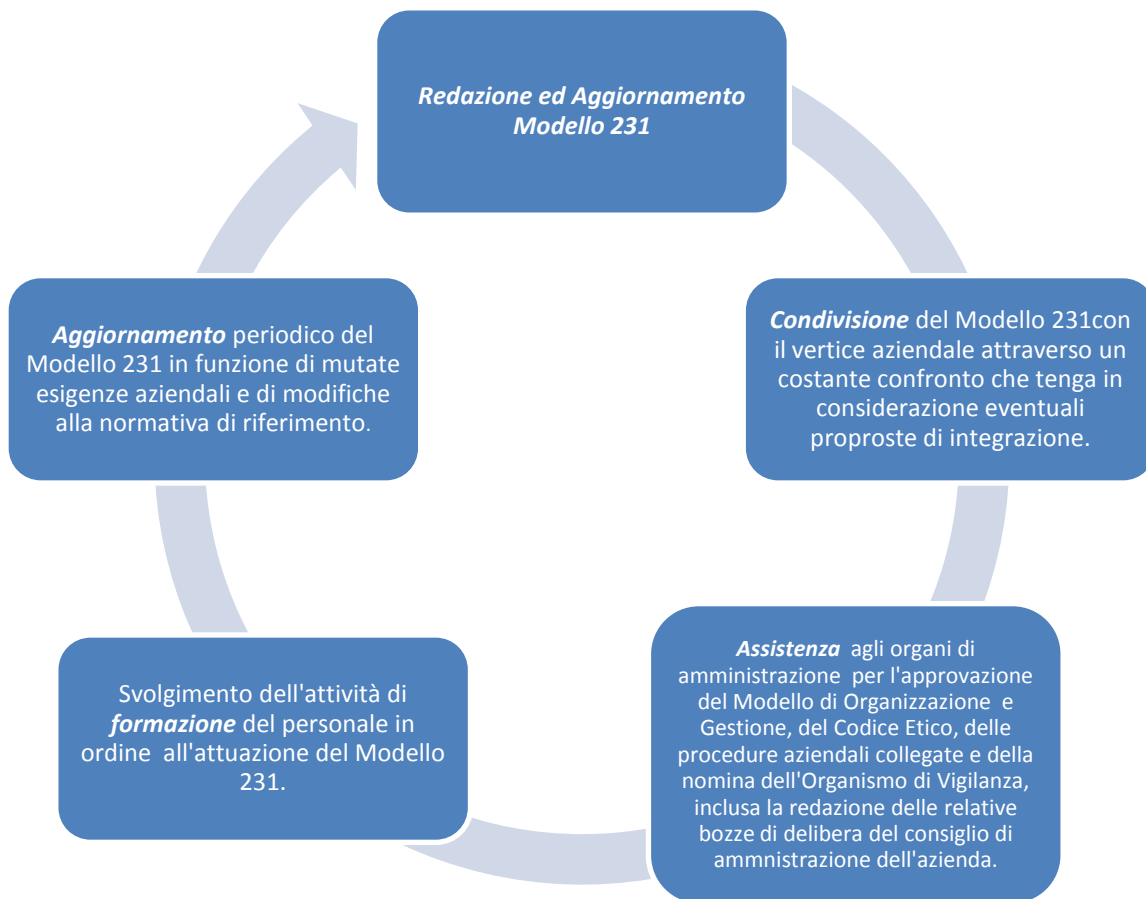 Redazione ed Aggiornamento
Modello 231
Condivisione del Modello 231con
il vertice aziendale attraverso un
costante confronto che tenga in
considerazione eventuali
proproste di integrazione.
Assistenza agli organi di
amministrazione per l'approvazione
del Modello di Organizzazione e
Gestione, del Codice Etico, delle
procedure aziendali collegate e della
nomina dell'Organismo di Vigilanza,
inclusa la redazione delle relative
bozze di delibera del consiglio di
ammnistrazione dell'azienda.
Svolgimento dell'attività di
formazione del personale in
ordine all'attuazione del Modello
231.
Aggiornamento periodico del
Modello 231 in funzione di mutate
esigenze aziendali e di modifiche
alla normativa di riferimento.